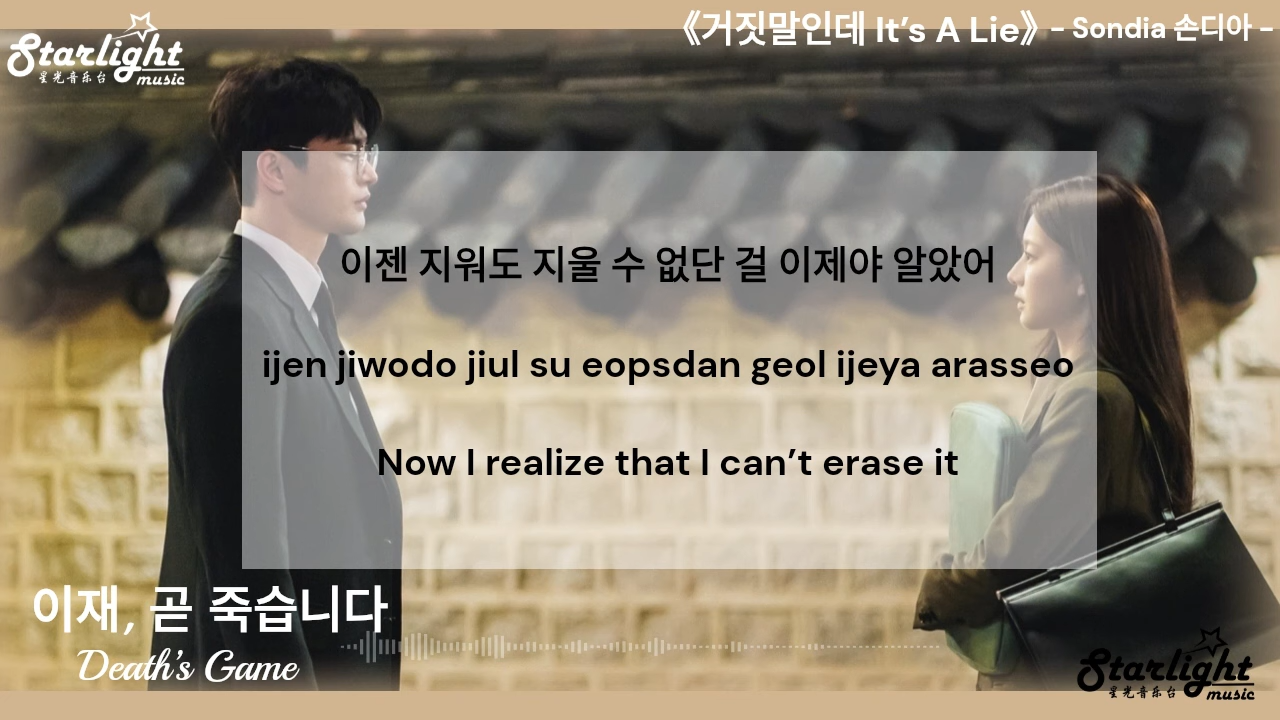 《거짓말인데 It's A Lie》 – Sondia 손디아 –
Starlight
星光音乐台 music
이젠 지워도 지울 수 없단 걸 이제야 알았어
ijen jiwodo jiul su eopsdan geol ijeya arasseo
Now I realize that I can't erase it
이재, 곧 죽습니다
Death's Game
Starlight
星光音乐台 music